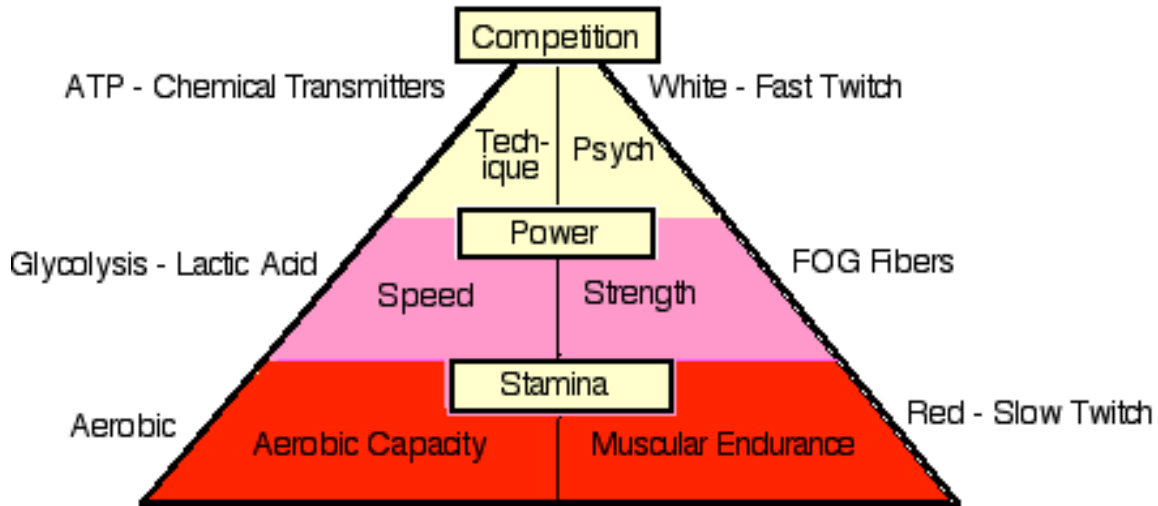 Competition
ATP - Chemical Transmitters
White - Fast Twitch
Tech-
ique
Psych
Power
Glycolysis - Lactic Acid
FOG Fibers
Speed
Strength
Stamina
Aerobic
Red - Slow Twitch
Aerobic Capacity
Muscular Endurance